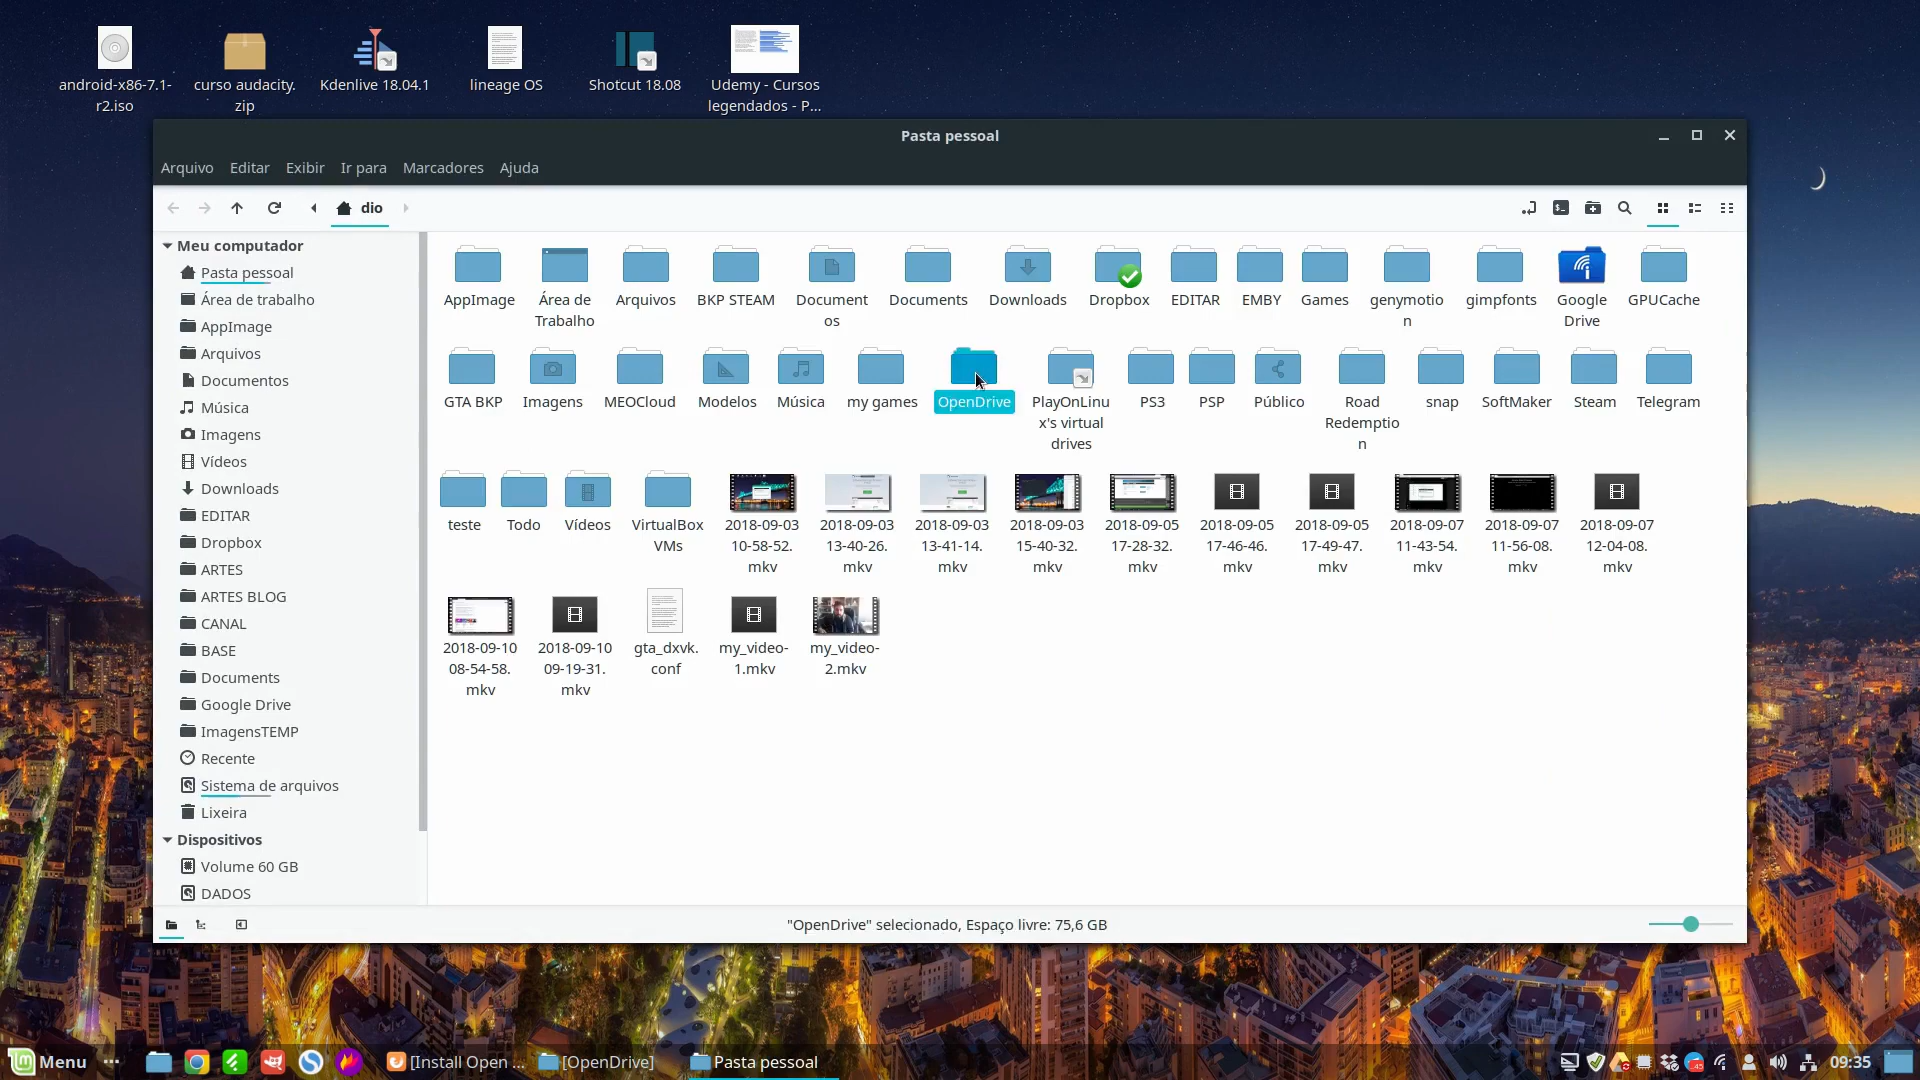 android-x86-7.1-
r2.iso
curso audacity.
zip
Kdenlive 18.04.1
lineage OS
Shotcut 18.08
Udemy - Cursos
legendados - P...
Pasta pessoal
Arquivo Editar Exibir Ir para Marcadores Ajuda
dio
Meu computador
Pasta pessoal
Área de trabalho
AppImage
Arquivos
Documentos
Música
Imagens
Vídeos
Downloads
EDITAR
Dropbox
ARTES
ARTES BLOG
CANAL
BASE
Documents
Google Drive
ImagensTEMP
Recente
Sistema de arquivos
Lixeira
Dispositivos
Volume 60 GB
DADOS
AppImage
Área de
Trabalho
Arquivos
BKP STEAM
Document
os
Documents
Downloads
Dropbox
EDITAR
EMBY
Games
genymotio
n
gimpfonts
Google
Drive
GPUCache
GTA BKP
Imagens
MEOCloud
Modelos
Música
my games
OpenDrive
PlayOnLinu
x's virtual
drives
PS3
PSP
Público
Road
Redemptio
n
snap
SoftMaker
Steam
Telegram
teste
Todo
Vídeos
VirtualBox
VMs
2018-09-03
10-58-52.
mkv
2018-09-03
13-40-26.
mkv
2018-09-03
13-41-14.
mkv
2018-09-03
15-40-32.
mkv
2018-09-05
17-28-32.
mkv
2018-09-05
17-46-46.
mkv
2018-09-05
17-49-47.
mkv
2018-09-07
11-43-54.
mkv
2018-09-07
11-56-08.
mkv
2018-09-07
12-04-08.
mkv
2018-09-10
08-54-58.
mkv
2018-09-10
09-19-31.
mkv
gta_dxvk.
conf
my_video-
1.mkv
my_video-
2.mkv
"OpenDrive" selecionado, Espaço livre: 75,6 GB
Menu
[Install Open ...
[OpenDrive]
Pasta pessoal
09:35